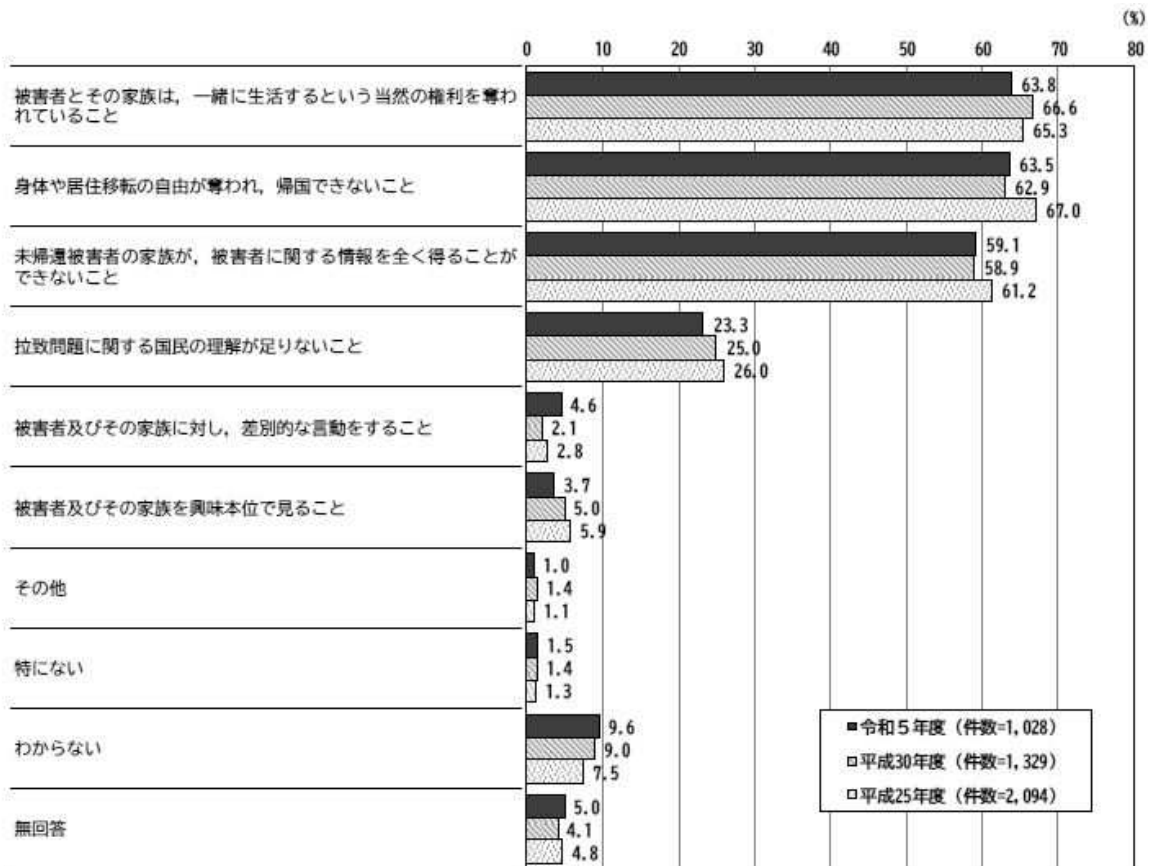 (%)
0 10 20 30 40 50 60 70 80
被害者とその家族は，一緒に生活するという当然の権利を奪わ
れていること
63.8
66.6
65.3
身体や居住移転の自由が奪われ，帰国できないこと
63.5
62.9
67.0
未帰還被害者の家族が，被害者に関する情報を全く得ることが
できないこと
59.1
58.9
61.2
拉致問題に関する国民の理解が足りないこと
23.3
25.0
26.0
被害者及びその家族に対し，差別的な言動をすること
4.6
2.1
2.8
被害者及びその家族を興味本位で見ること
3.7
5.0
5.9
その他
1.0
1.4
1.1
特にない
1.5
1.4
1.3
わからない
9.6
9.0
7.5
無回答
5.0
4.1
4.8
令和５年度（件数=1,028）
平成30年度（件数=1,329）
平成25年度（件数=2,094）